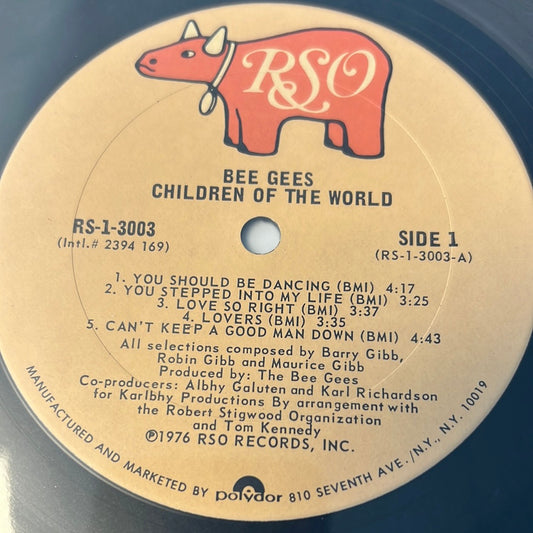 RSO
BEE GEES
CHILDREN OF THE WORLD
RS-1-3003
(Intl.# 2394 169)
SIDE 1
(RS-1-3003-A)
1. YOU SHOULD BE DANCING (BMI) 4:17
2. YOU STEPPED INTO MY LIFE (BMI) 3:25
3. LOVE SO RIGHT (BMI) 3:37
4. LOVERS (BMI) 3:35
5. CAN'T KEEP A GOOD MAN DOWN (BMI) 4:43
All selections composed by Barry Gibb,
Robin Gibb and Maurice Gibb
Produced by: The Bee Gees
Co-producers: Albhy Galuten and Karl Richardson
for Karlbhy Productions By arrangement with
the Robert Stigwood Organization
and Tom Kennedy
℗1976 RSO RECORDS, INC.
MANUFACTURED AND MARKETED BY polydor 810 SEVENTH AVE./N.Y., N.Y. 10019